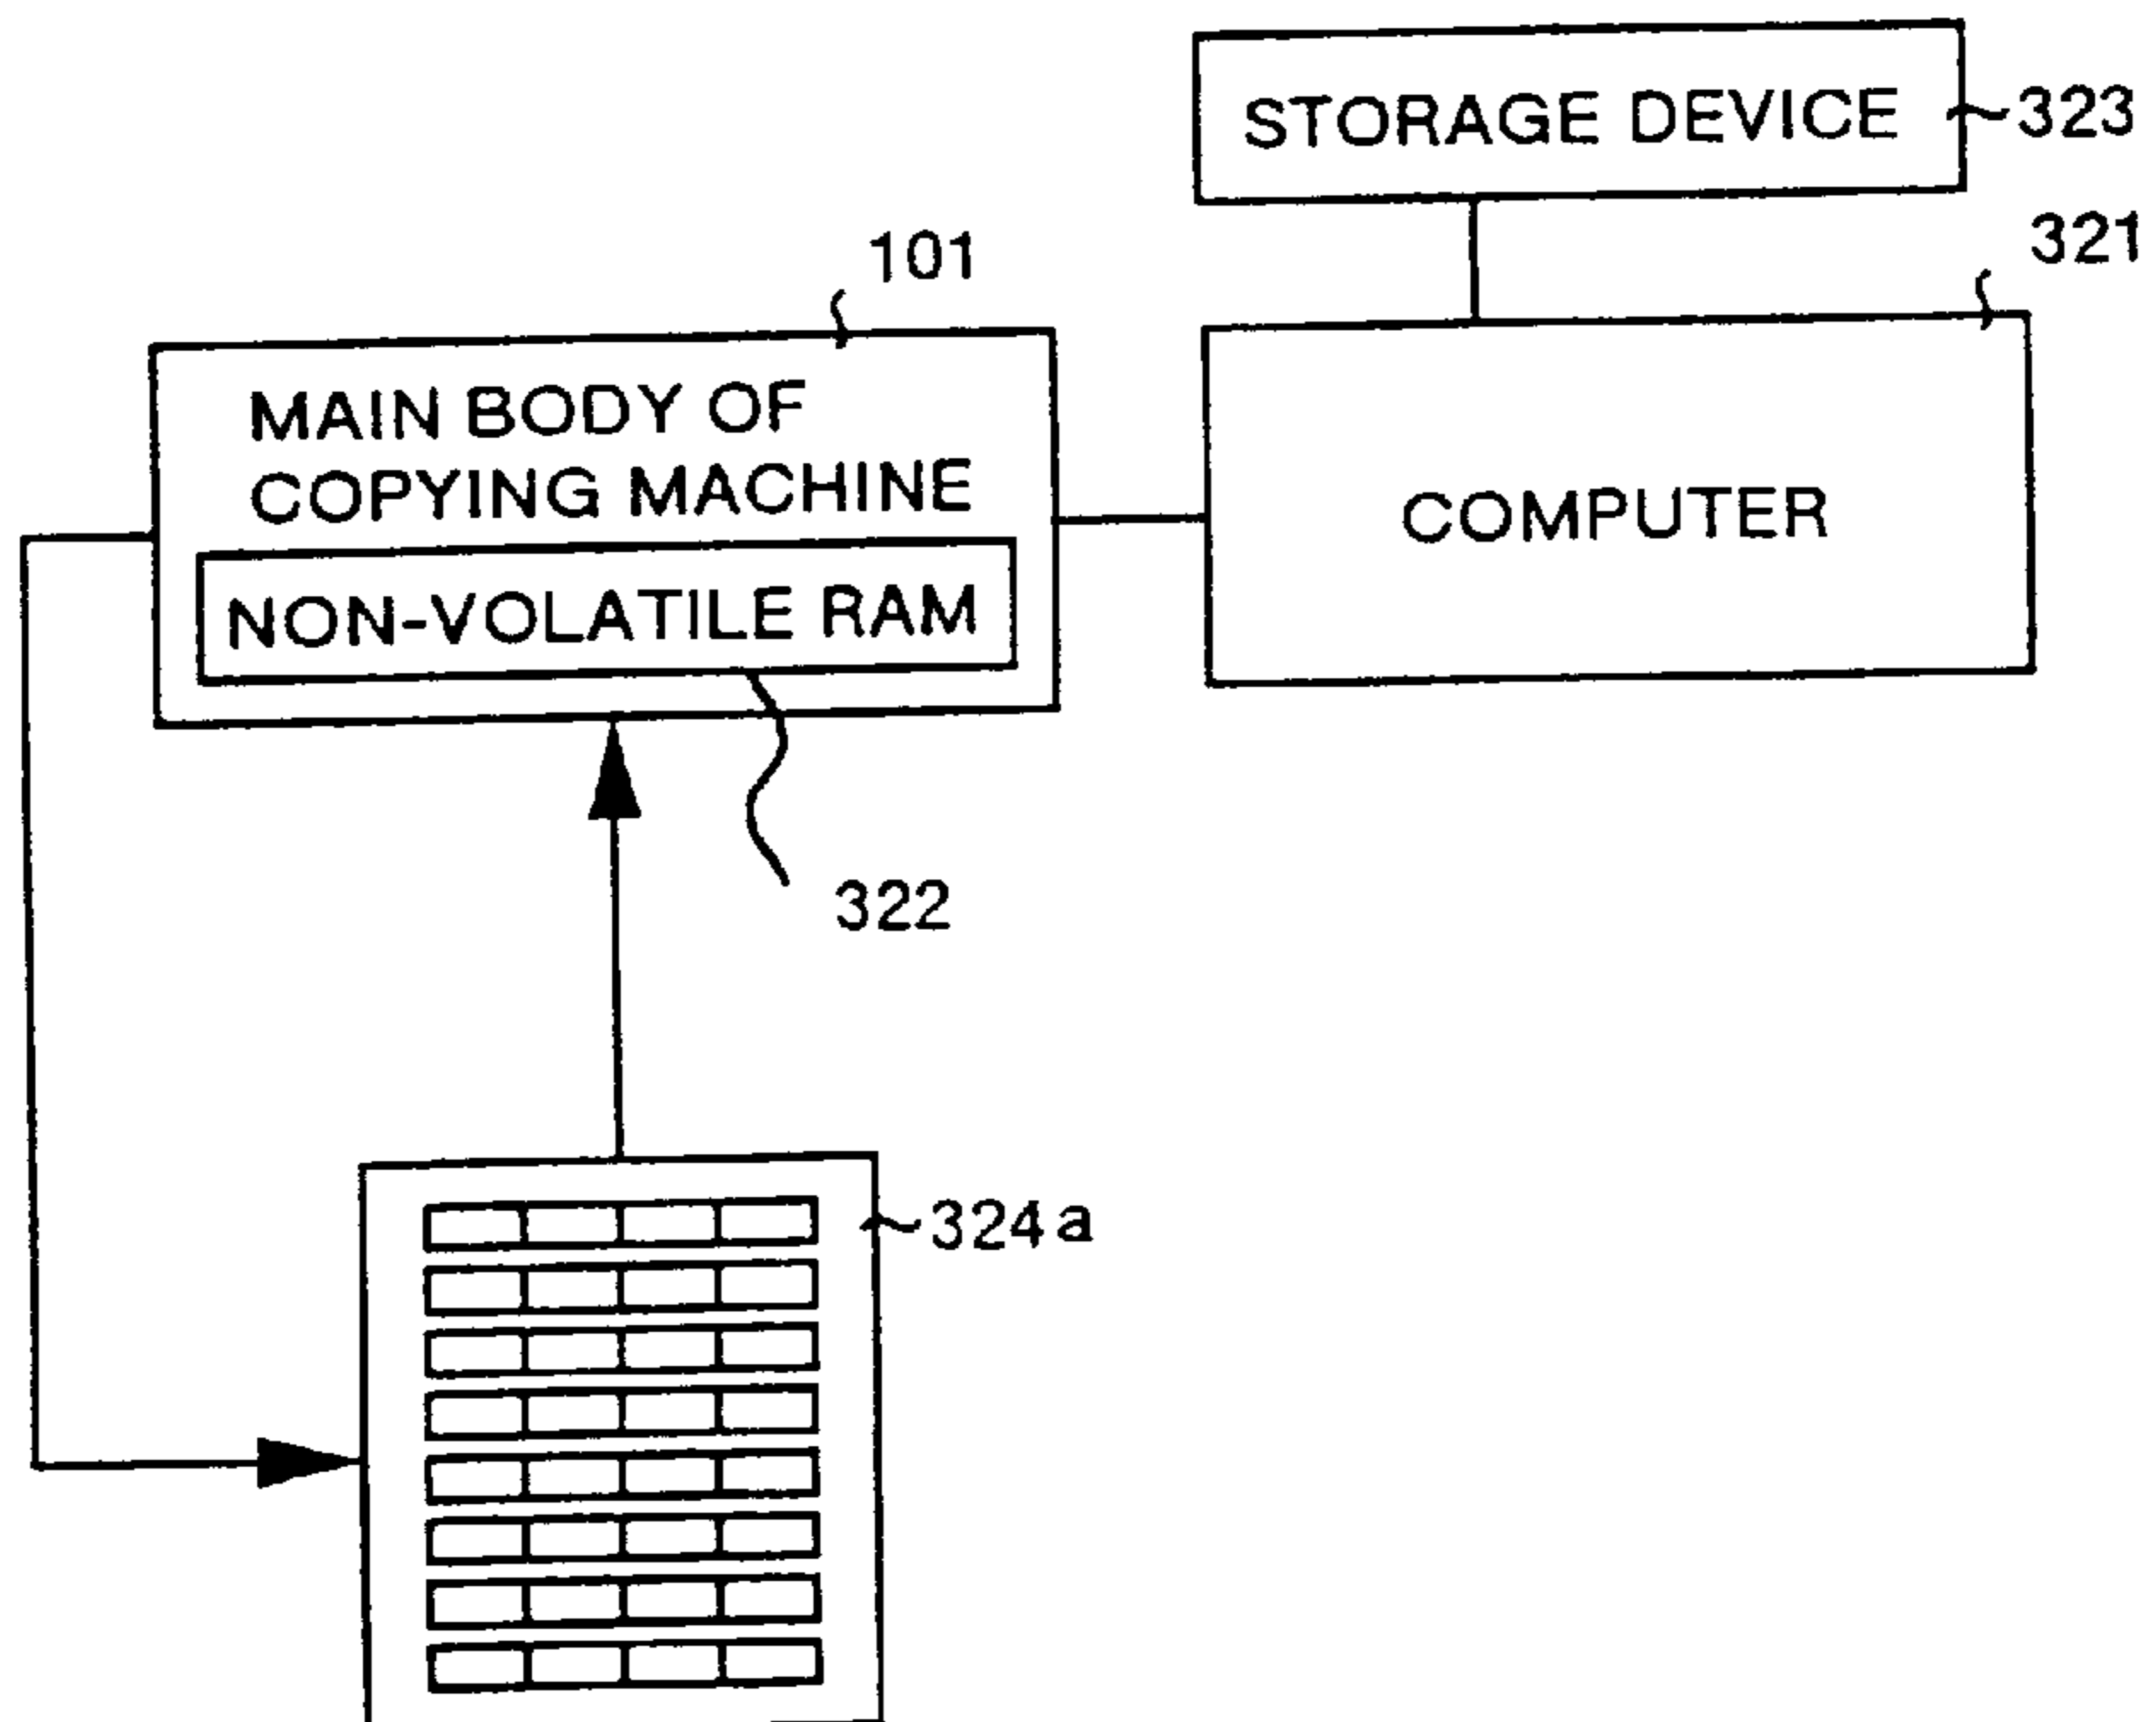 STORAGE DEVICE
323
321
101
MAIN BODY OF
COPYING MACHINE
NON-VOLATILE RAM
COMPUTER
322
324a